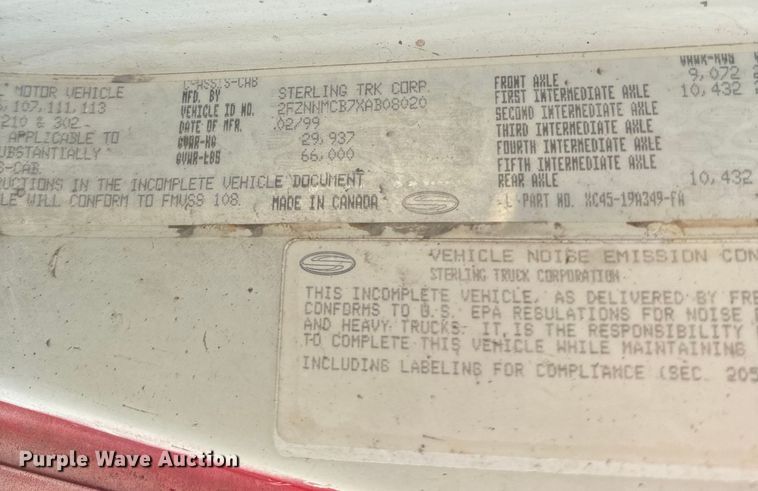 CHASSIS-CAB
MOTOR VEHICLE
MFD. BY STERLING TRK CORP.
107,111,113
VEHICLE ID NO. 2FZNNMCB7XAB08020
210 & 302.
DATE OF MFR. 02/99
APPLICABLE TO
GVWR-KG 29,937
SUBSTANTIALLY
GVWR-LBS 66,000
S-CAB.
UCTIONS IN THE INCOMPLETE VEHICLE DOCUMENT
LE WILL CONFORM TO FMVSS 108. MADE IN CANADA
GAWR-KGS
FRONT AXLE 9,072
FIRST INTERMEDIATE AXLE 10,432
SECOND INTERMEDIATE AXLE
THIRD INTERMEDIATE AXLE
FOURTH INTERMEDIATE AXLE
FIFTH INTERMEDIATE AXLE
REAR AXLE 10,432
PART NO. XC45-19A349-FA
VEHICLE NOISE EMISSION CON
STERLING TRUCK CORPORATION
THIS INCOMPLETE VEHICLE, AS DELIVERED BY FRE
CONFORMS TO U.S. EPA REGULATIONS FOR NOISE
AND HEAVY TRUCKS. IT IS THE RESPONSIBILITY
TO COMPLETE THIS VEHICLE WHILE MAINTAINING
INCLUDING LABELING FOR COMPLIANCE (SEC. 205
Purple Wave Auction